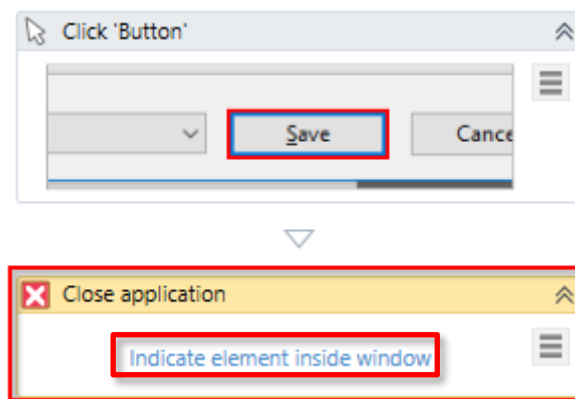 Click 'Button'
Save
Cance
Close application
Indicate element inside window